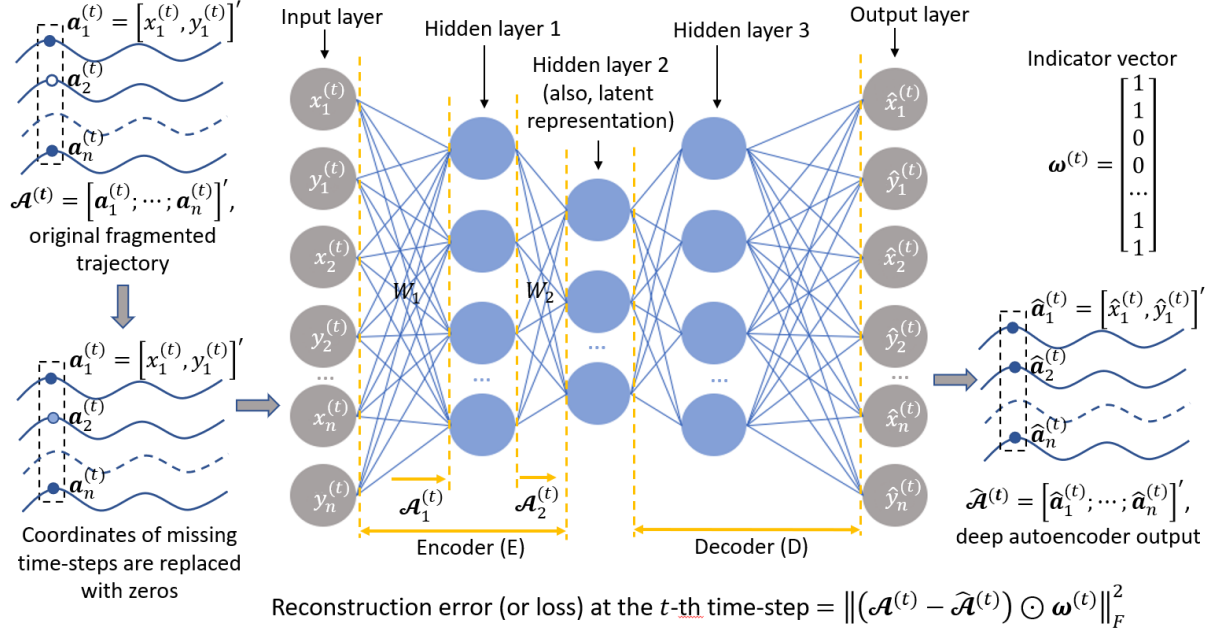 𝒂₁⁽ᵗ⁾ = [x₁⁽ᵗ⁾, y₁⁽ᵗ⁾]′
𝒂₂⁽ᵗ⁾
𝒂ₙ⁽ᵗ⁾
𝓐⁽ᵗ⁾ = [𝒂₁⁽ᵗ⁾; ⋯ ; 𝒂ₙ⁽ᵗ⁾]′,
original fragmented
trajectory
𝒂₁⁽ᵗ⁾ = [x₁⁽ᵗ⁾, y₁⁽ᵗ⁾]′
𝒂₂⁽ᵗ⁾
𝒂ₙ⁽ᵗ⁾
Coordinates of missing
time-steps are replaced
with zeros
Input layer
x₁⁽ᵗ⁾
y₁⁽ᵗ⁾
x₂⁽ᵗ⁾
y₂⁽ᵗ⁾
...
xₙ⁽ᵗ⁾
yₙ⁽ᵗ⁾
Hidden layer 1
...
W₁
𝓐₁⁽ᵗ⁾
W₂
𝓐₂⁽ᵗ⁾
Hidden layer 2
(also, latent
representation)
...
Hidden layer 3
...
Encoder (E)
Decoder (D)
Output layer
x̂₁⁽ᵗ⁾
ŷ₁⁽ᵗ⁾
x̂₂⁽ᵗ⁾
ŷ₂⁽ᵗ⁾
...
x̂ₙ⁽ᵗ⁾
ŷₙ⁽ᵗ⁾
Indicator vector
𝝎⁽ᵗ⁾ = [1 1 0 0 ... 1 1]
𝒂̂₁⁽ᵗ⁾ = [x̂₁⁽ᵗ⁾, ŷ₁⁽ᵗ⁾]′
𝒂̂₂⁽ᵗ⁾
𝒂̂ₙ⁽ᵗ⁾
𝓐̂⁽ᵗ⁾ = [𝒂̂₁⁽ᵗ⁾; ⋯ ; 𝒂̂ₙ⁽ᵗ⁾]′,
deep autoencoder output
Reconstruction error (or loss) at the t-th time-step = ‖(𝓐⁽ᵗ⁾ − 𝓐̂⁽ᵗ⁾) ⊙ 𝝎⁽ᵗ⁾‖²_F